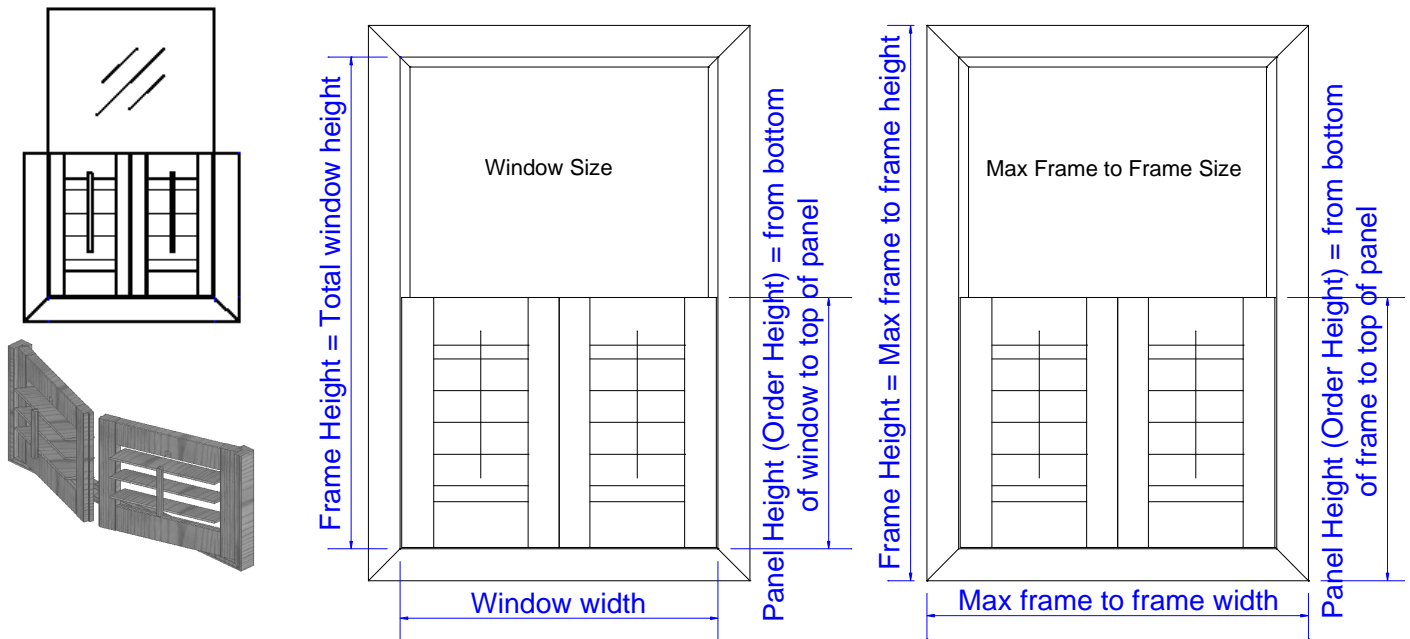 Frame Height = Total window height
Window Size
Panel Height (Order Height) = from bottom
of window to top of panel
Window width
Frame Height = Max frame to frame height
Max Frame to Frame Size
Panel Height (Order Height) = from bottom
of frame to top of panel
Max frame to frame width